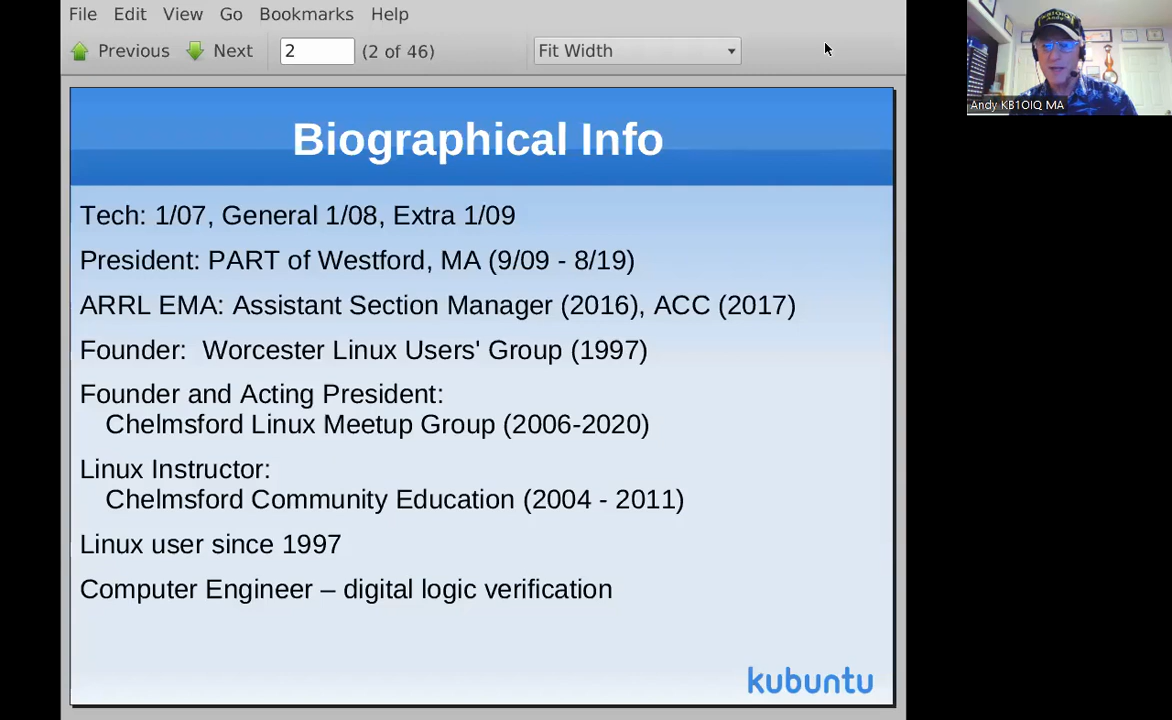 File Edit View Go Bookmarks Help
Previous Next 2 (2 of 46) Fit Width
Andy KB1OIQ MA
Biographical Info
Tech: 1/07, General 1/08, Extra 1/09
President: PART of Westford, MA (9/09 - 8/19)
ARRL EMA: Assistant Section Manager (2016), ACC (2017)
Founder:  Worcester Linux Users' Group (1997)
Founder and Acting President:
Chelmsford Linux Meetup Group (2006-2020)
Linux Instructor:
Chelmsford Community Education (2004 - 2011)
Linux user since 1997
Computer Engineer – digital logic verification
kubuntu